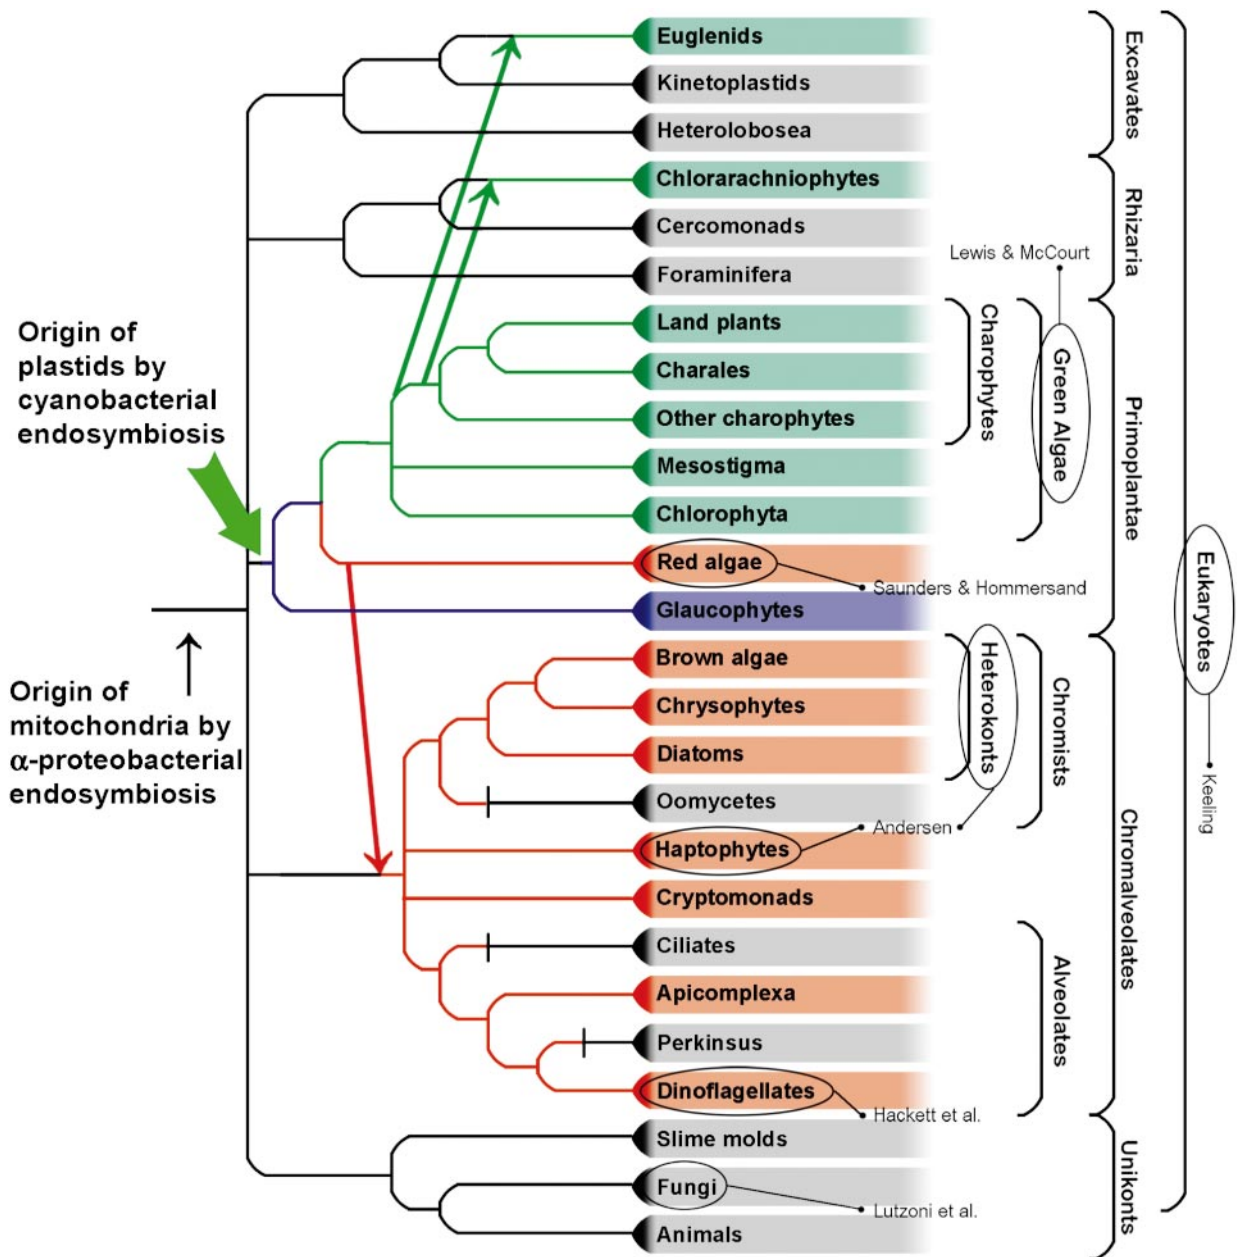 Euglenids
Kinetoplastids
Heterolobosea
Excavates
Chlorarachniophytes
Cercomonads
Foraminifera
Rhizaria
Lewis & McCourt
Origin of
plastids by
cyanobacterial
endosymbiosis
Land plants
Charales
Other charophytes
Charophytes
Mesostigma
Chlorophyta
Green Algae
Red algae
Saunders & Hommersand
Glaucophytes
Primoplantae
Eukaryotes
Keeling
Origin of
mitochondria by
α-proteobacterial
endosymbiosis
Brown algae
Chrysophytes
Diatoms
Heterokonts
Oomycetes
Chromists
Andersen
Haptophytes
Cryptomonads
Ciliates
Apicomplexa
Perkinsus
Dinoflagellates
Alveolates
Hackett et al.
Chromalveolates
Slime molds
Fungi
Lutzoni et al.
Animals
Unikonts